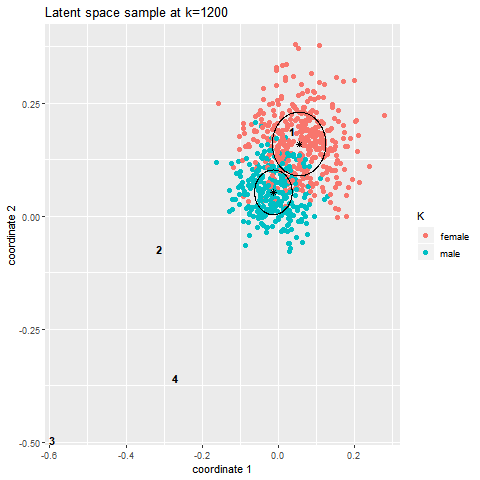 Latent space sample at k=1200
0.25
0.00
-0.25
-0.50
coordinate 2
1
2
4
3
-0.6
-0.4
-0.2
0.0
0.2
coordinate 1
K
female
male